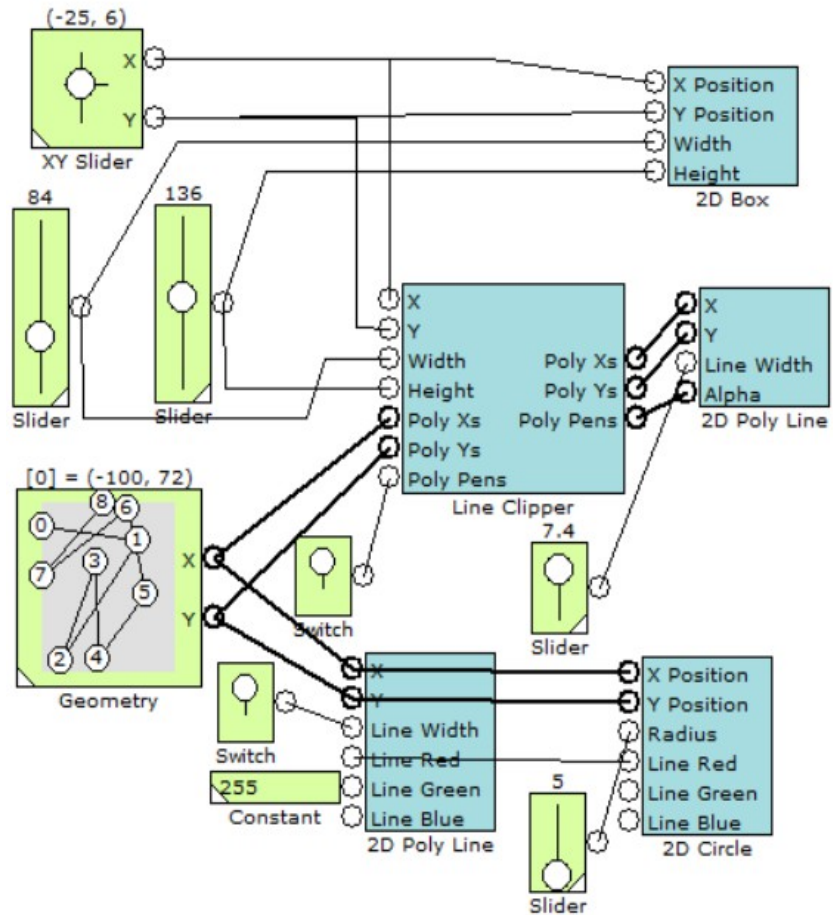 (-25, 6)
X
Y
XY Slider
X Position
Y Position
Width
Height
2D Box
84
Slider
136
Slider
X
Y
Width
Height
Poly Xs
Poly Ys
Poly Pens
Poly Xs
Poly Ys
Poly Pens
Line Clipper
X
Y
Line Width
Alpha
2D Poly Line
[0] = (-100, 72)
0
8
6
1
3
7
5
2
4
X
Y
Geometry
Switch
7.4
Slider
Switch
255
Constant
X
Y
Line Width
Line Red
Line Green
Line Blue
2D Poly Line
X Position
Y Position
Radius
Line Red
Line Green
Line Blue
2D Circle
5
Slider